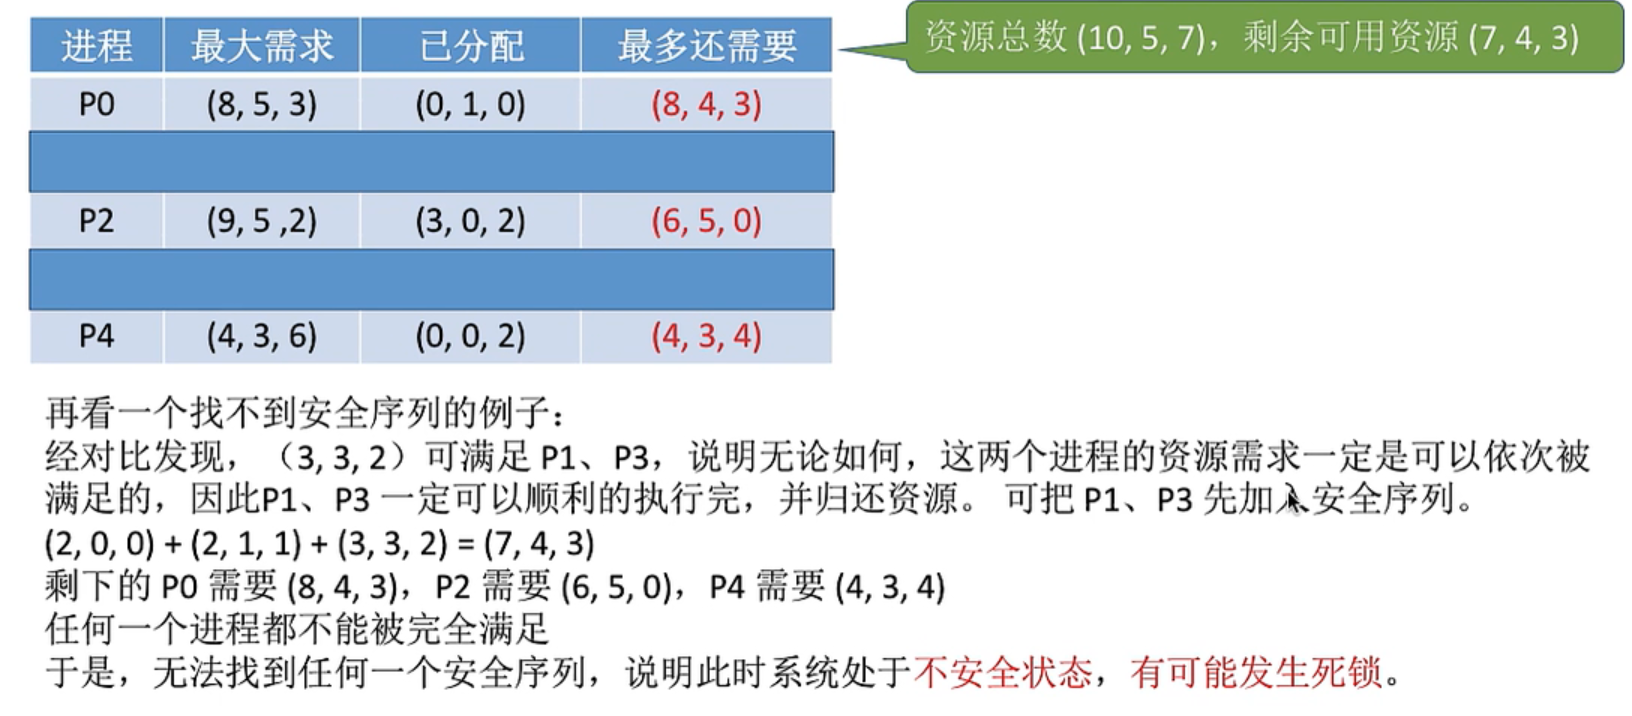 进程 最大需求 已分配 最多还需要
资源总数 (10, 5, 7)，剩余可用资源 (7, 4, 3)
P0 (8, 5, 3) (0, 1, 0) (8, 4, 3)
P2 (9, 5 ,2) (3, 0, 2) (6, 5, 0)
P4 (4, 3, 6) (0, 0, 2) (4, 3, 4)
再看一个找不到安全序列的例子：
经对比发现，（3, 3, 2）可满足 P1、P3，说明无论如何，这两个进程的资源需求一定是可以依次被
满足的，因此P1、P3 一定可以顺利的执行完，并归还资源。 可把 P1、P3 先加入安全序列。
(2, 0, 0) + (2, 1, 1) + (3, 3, 2) = (7, 4, 3)
剩下的 P0 需要 (8, 4, 3)，P2 需要 (6, 5, 0)，P4 需要 (4, 3, 4)
任何一个进程都不能被完全满足
于是，无法找到任何一个安全序列，说明此时系统处于不安全状态，有可能发生死锁。